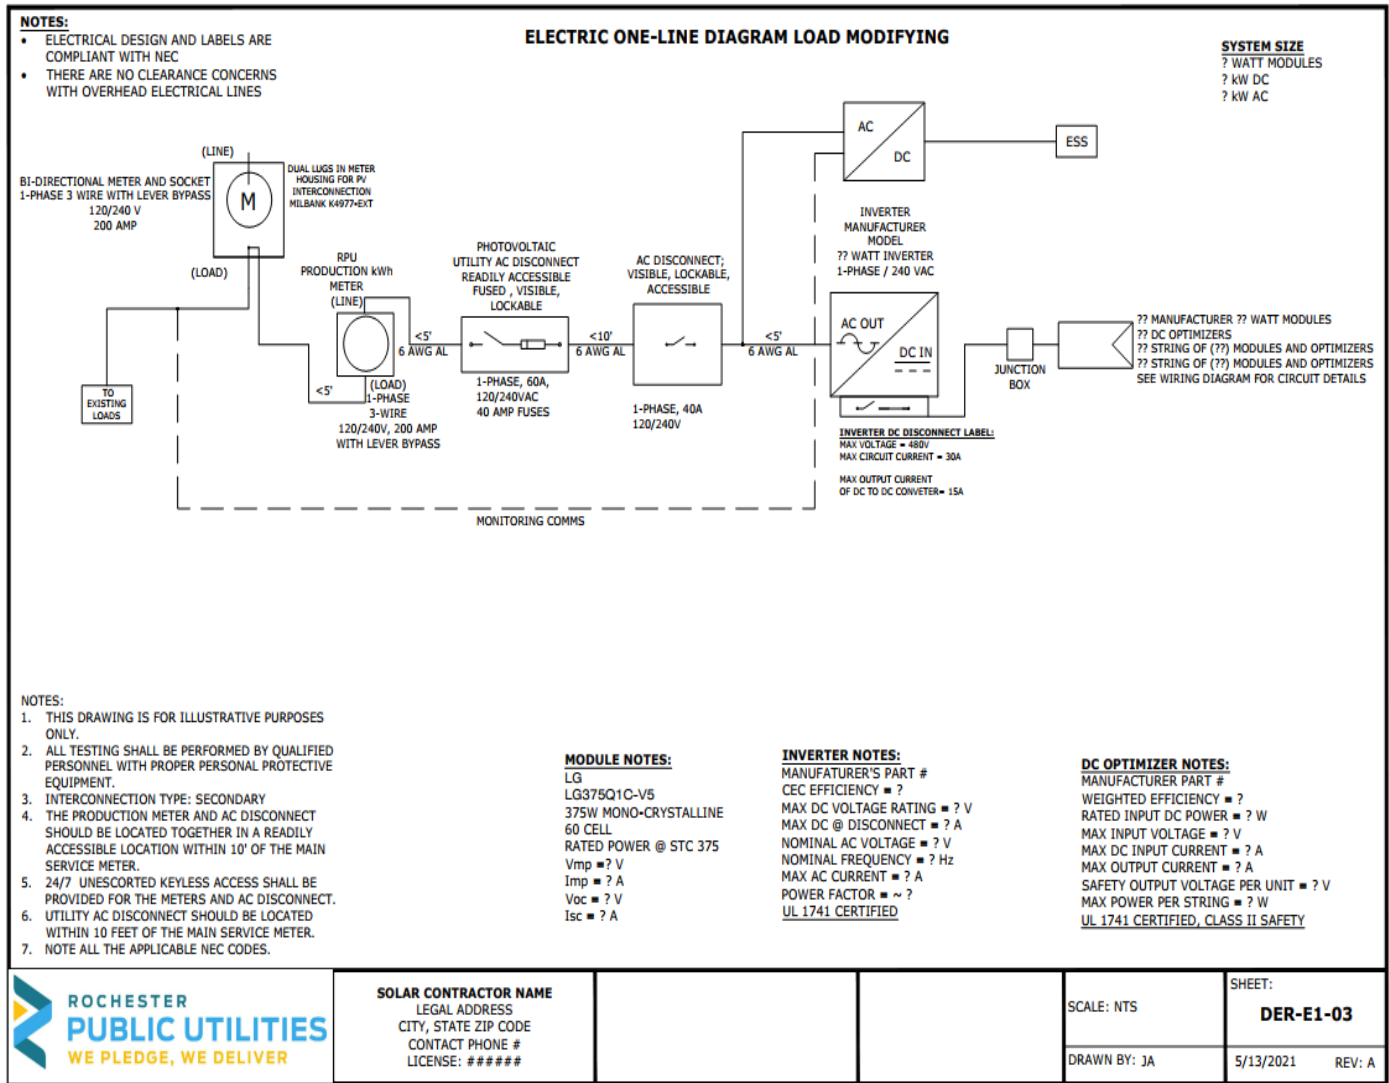 NOTES:
• ELECTRICAL DESIGN AND LABELS ARE
COMPLIANT WITH NEC
• THERE ARE NO CLEARANCE CONCERNS
WITH OVERHEAD ELECTRICAL LINES
ELECTRIC ONE-LINE DIAGRAM LOAD MODIFYING
SYSTEM SIZE
? WATT MODULES
? kW DC
? kW AC
(LINE)
BI-DIRECTIONAL METER AND SOCKET
1-PHASE 3 WIRE WITH LEVER BYPASS
120/240 V
200 AMP
M
DUAL LUGS IN METER
HOUSING FOR PV
INTERCONNECTION
MILBANK K4977-EXT
(LOAD)
TO
EXISTING
LOADS
RPU
PRODUCTION kWh
METER
(LINE)
<5'
(LOAD)
1-PHASE
3-WIRE
120/240V, 200 AMP
WITH LEVER BYPASS
<5'
6 AWG AL
PHOTOVOLTAIC
UTILITY AC DISCONNECT
READILY ACCESSIBLE
FUSED , VISIBLE,
LOCKABLE
1-PHASE, 60A,
120/240VAC
40 AMP FUSES
<10'
6 AWG AL
AC DISCONNECT;
VISIBLE, LOCKABLE,
ACCESSIBLE
1-PHASE, 40A
120/240V
<5'
6 AWG AL
AC
DC
ESS
INVERTER
MANUFACTURER
MODEL
?? WATT INVERTER
1-PHASE / 240 VAC
AC OUT
DC IN
INVERTER DC DISCONNECT LABEL:
MAX VOLTAGE = 480V
MAX CIRCUIT CURRENT = 30A
MAX OUTPUT CURRENT
OF DC TO DC CONVETER= 15A
JUNCTION
BOX
?? MANUFACTURER ?? WATT MODULES
?? DC OPTIMIZERS
?? STRING OF (??) MODULES AND OPTIMIZERS
?? STRING OF (??) MODULES AND OPTIMIZERS
SEE WIRING DIAGRAM FOR CIRCUIT DETAILS
MONITORING COMMS
NOTES:
1. THIS DRAWING IS FOR ILLUSTRATIVE PURPOSES
ONLY.
2. ALL TESTING SHALL BE PERFORMED BY QUALIFIED
PERSONNEL WITH PROPER PERSONAL PROTECTIVE
EQUIPMENT.
3. INTERCONNECTION TYPE: SECONDARY
4. THE PRODUCTION METER AND AC DISCONNECT
SHOULD BE LOCATED TOGETHER IN A READILY
ACCESSIBLE LOCATION WITHIN 10' OF THE MAIN
SERVICE METER.
5. 24/7 UNESCORTED KEYLESS ACCESS SHALL BE
PROVIDED FOR THE METERS AND AC DISCONNECT.
6. UTILITY AC DISCONNECT SHOULD BE LOCATED
WITHIN 10 FEET OF THE MAIN SERVICE METER.
7. NOTE ALL THE APPLICABLE NEC CODES.
MODULE NOTES:
LG
LG375Q1C-V5
375W MONO-CRYSTALLINE
60 CELL
RATED POWER @ STC 375
Vmp =? V
Imp = ? A
Voc = ? V
Isc = ? A
INVERTER NOTES:
MANUFATURER'S PART #
CEC EFFICIENCY = ?
MAX DC VOLTAGE RATING = ? V
MAX DC @ DISCONNECT = ? A
NOMINAL AC VOLTAGE = ? V
NOMINAL FREQUENCY = ? Hz
MAX AC CURRENT = ? A
POWER FACTOR = ~ ?
UL 1741 CERTIFIED
DC OPTIMIZER NOTES:
MANUFACTURER PART #
WEIGHTED EFFICIENCY = ?
RATED INPUT DC POWER = ? W
MAX INPUT VOLTAGE = ? V
MAX DC INPUT CURRENT = ? A
MAX OUTPUT CURRENT = ? A
SAFETY OUTPUT VOLTAGE PER UNIT = ? V
MAX POWER PER STRING = ? W
UL 1741 CERTIFIED, CLASS II SAFETY
ROCHESTER
PUBLIC UTILITIES
WE PLEDGE, WE DELIVER
SOLAR CONTRACTOR NAME
LEGAL ADDRESS
CITY, STATE ZIP CODE
CONTACT PHONE #
LICENSE: ######
SCALE: NTS
DRAWN BY: JA
SHEET:
DER-E1-03
5/13/2021 REV: A